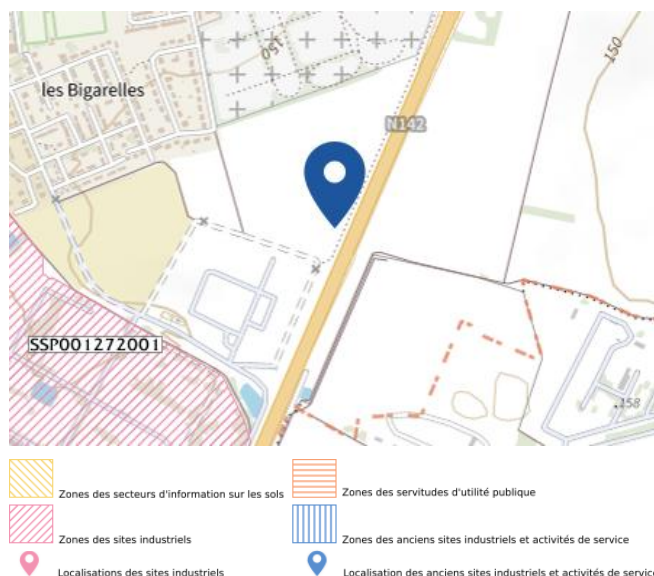 150
les Bigarelles
150
N142
SSP001272001
.158
Zones des secteurs d'information sur les sols
Zones des servitudes d'utilité publique
Zones des sites industriels
Zones des anciens sites industriels et activités de service
Localisations des sites industriels
Localisation des anciens sites industriels et activités de service